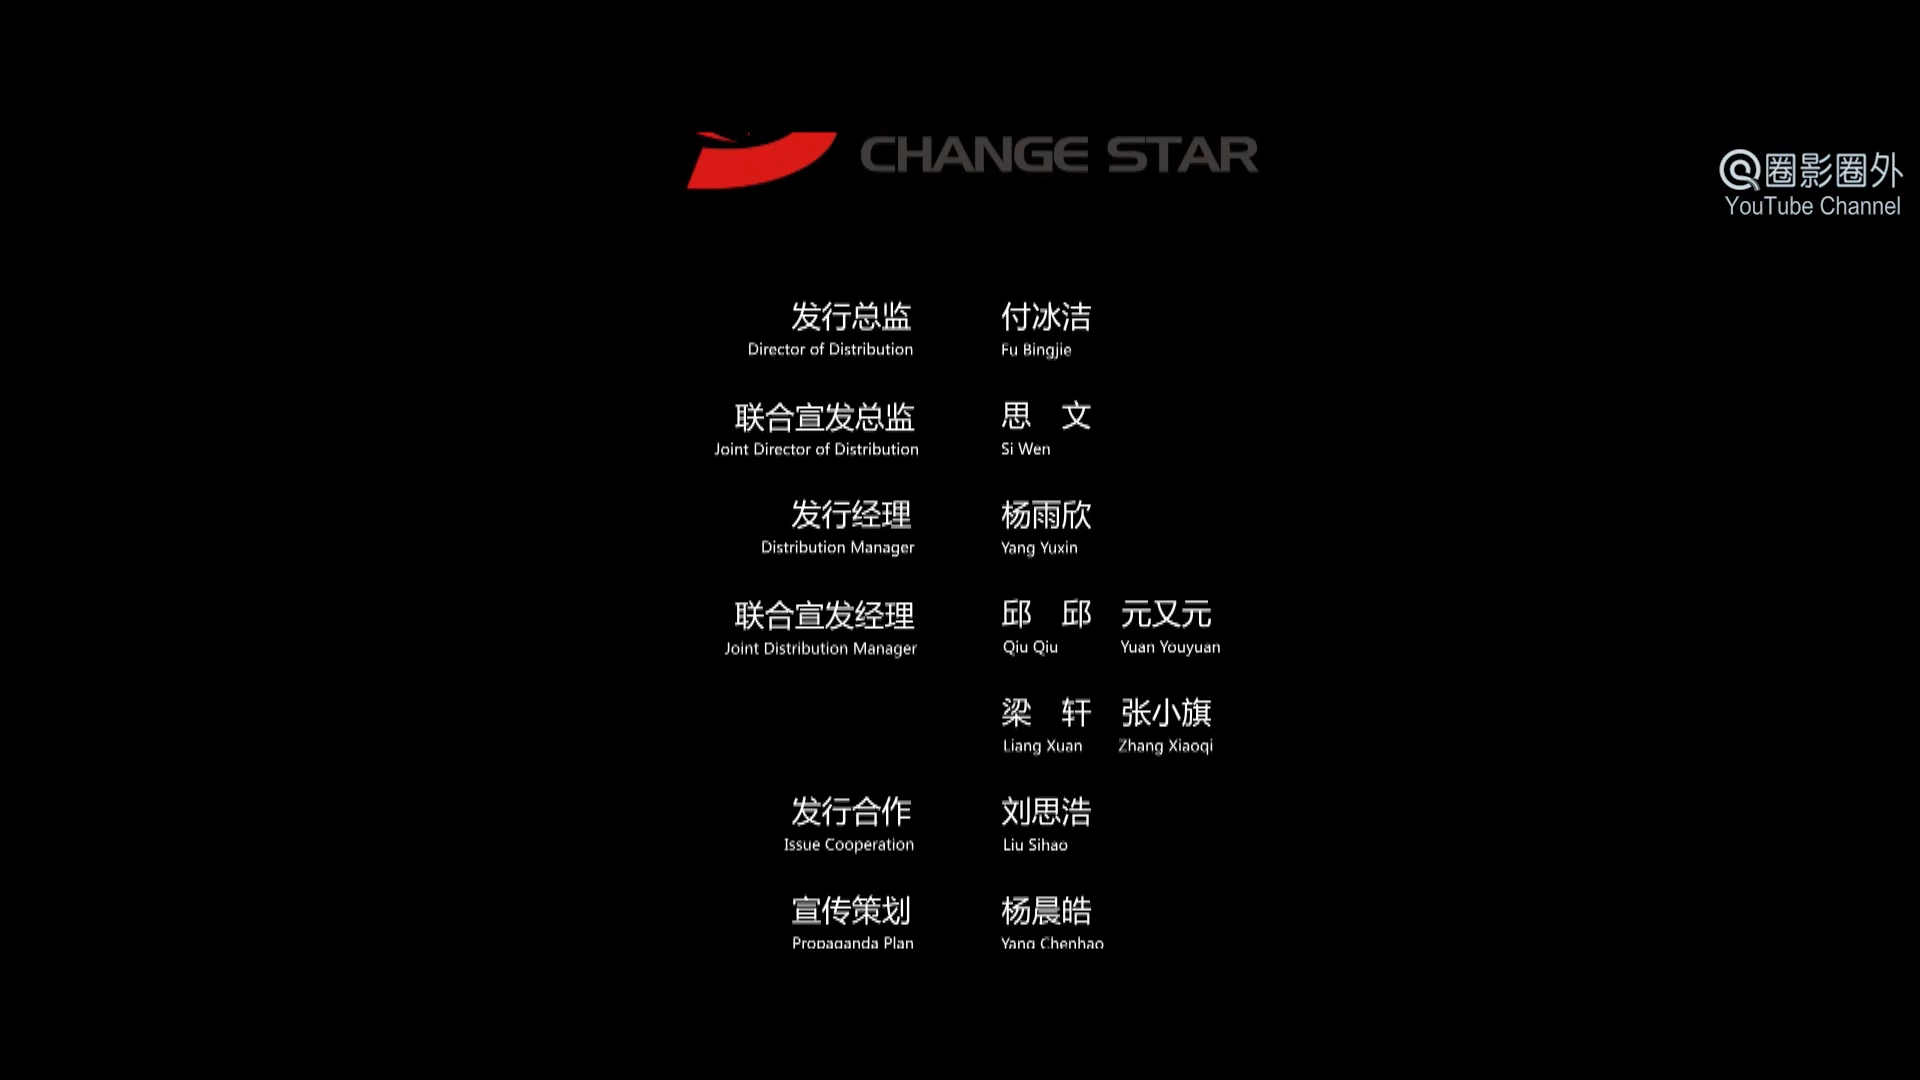 CHANGE STAR
圈影圈外
YouTube Channel
发行总监 付冰洁
Director of Distribution Fu Bingjie
联合宣发总监 思 文
Joint Director of Distribution Si Wen
发行经理 杨雨欣
Distribution Manager Yang Yuxin
联合宣发经理 邱 邱 元又元
Joint Distribution Manager Qiu Qiu Yuan Youyuan
梁 轩 张小旗
Liang Xuan Zhang Xiaoqi
发行合作 刘思浩
Issue Cooperation Liu Sihao
宣传策划 杨晨皓
Propaganda Plan Yang Chenhao